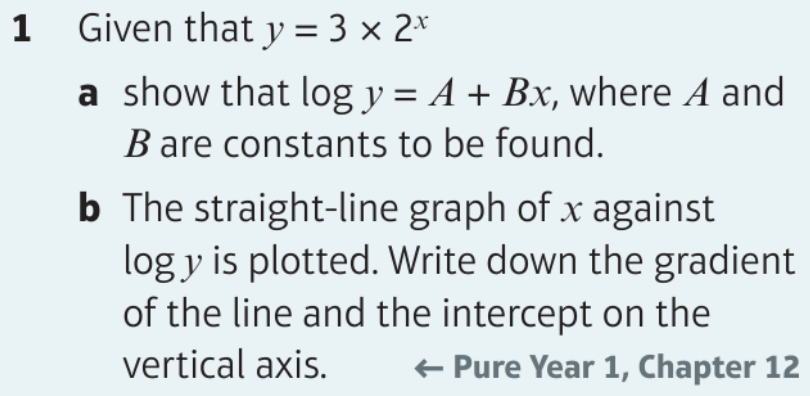 1 Given that y = 3 × 2ˣ
a show that log y = A + Bx, where A and
B are constants to be found.
b The straight-line graph of x against
log y is plotted. Write down the gradient
of the line and the intercept on the
vertical axis. ← Pure Year 1, Chapter 12